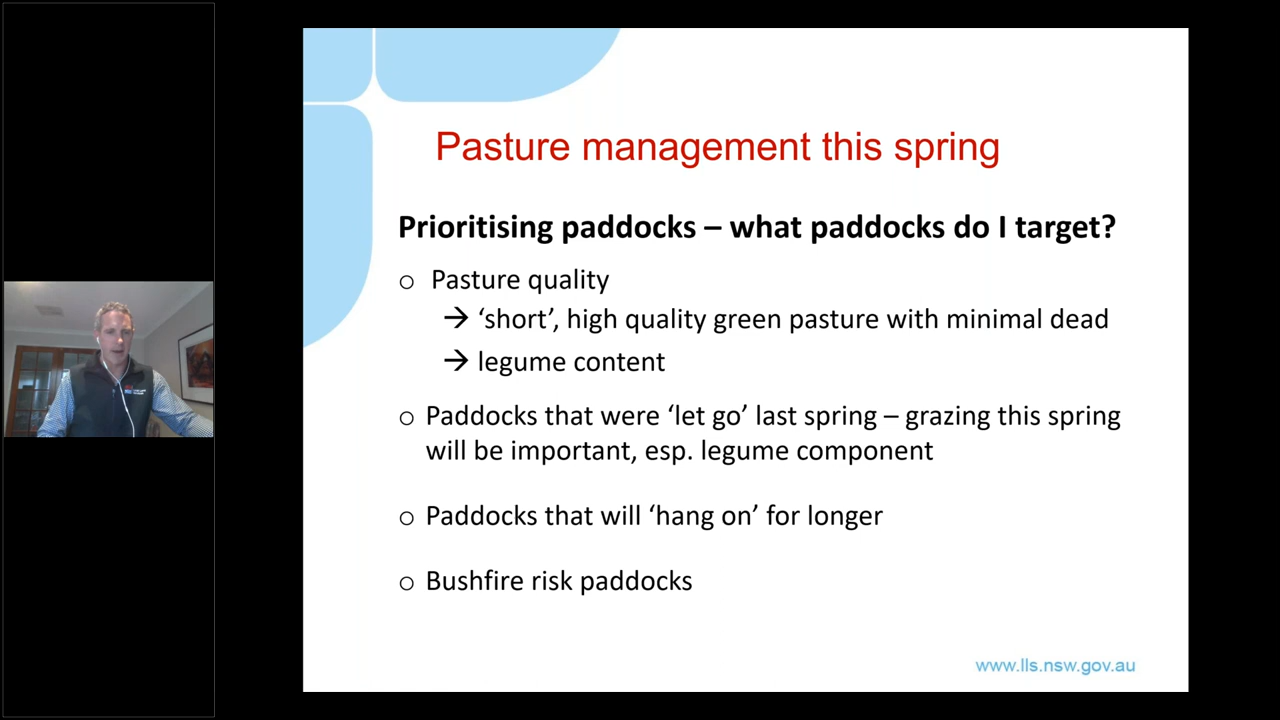 Pasture management this spring
Prioritising paddocks – what paddocks do I target?
o Pasture quality
→ ‘short’, high quality green pasture with minimal dead
→ legume content
o Paddocks that were ‘let go’ last spring – grazing this spring
will be important, esp. legume component
o Paddocks that will ‘hang on’ for longer
o Bushfire risk paddocks
www.lls.nsw.gov.au